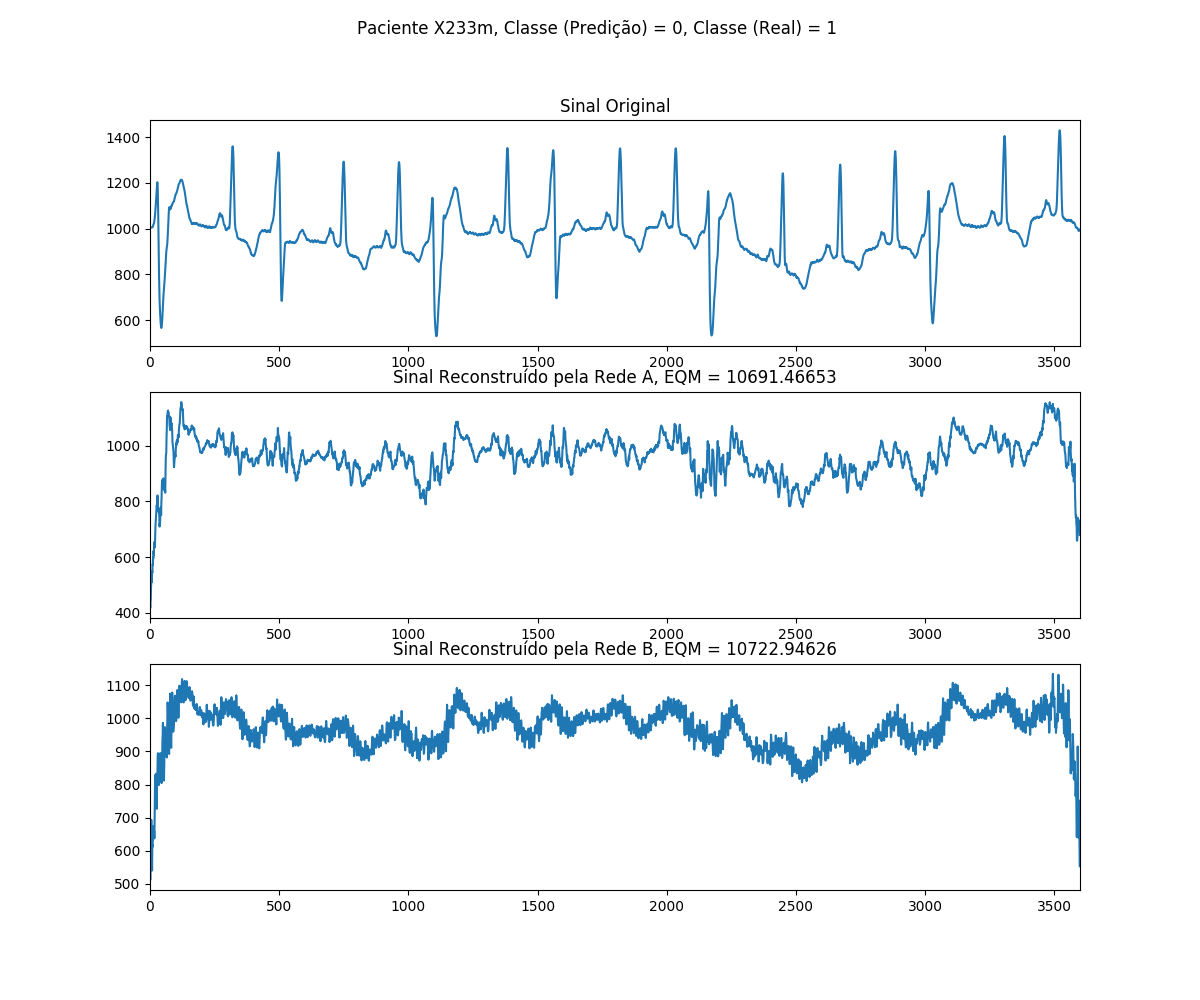 Paciente X233m, Classe (Predição) = 0, Classe (Real) = 1
Sinal Original
1400
1200
1000
800
600
0 500 1000 1500 2000 2500 3000 3500
Sinal Reconstruído pela Rede A, EQM = 10691.46653
1000
800
600
400
0 500 1000 1500 2000 2500 3000 3500
Sinal Reconstruído pela Rede B, EQM = 10722.94626
1100
1000
900
800
700
600
500
0 500 1000 1500 2000 2500 3000 3500